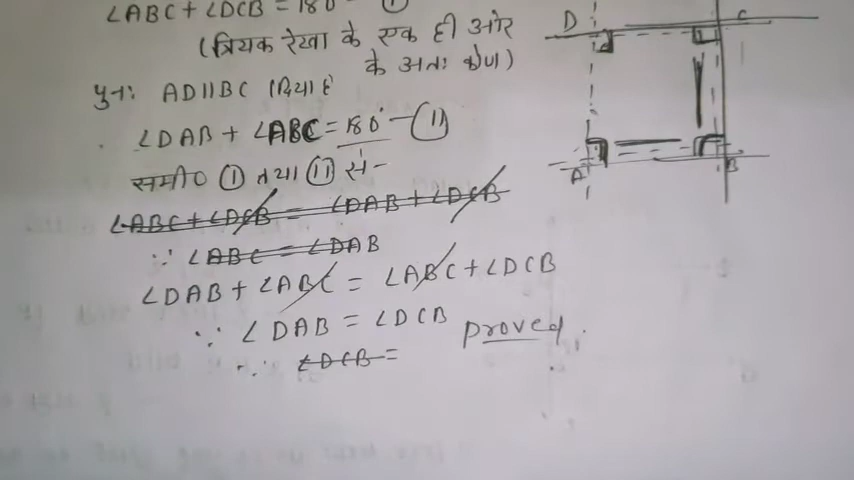 ∠ABC + ∠DCB = 180 - (I)
(त्रियक रेखा के एक ही ओर
के अतः कोण)
पुनः AD||BC (दिया है
∠DAB + ∠ABC = 180° - (II)
समी० (I) तथा (II) से -
∠ABC + ∠DCB = ∠DAB + ∠DCB
∵ ∠ABC = ∠DAB
∠DAB + ∠ABC = ∠ABC + ∠DCB
∵ ∠DAB = ∠DCB proved.
∴ ∠DCB =
D C
A B